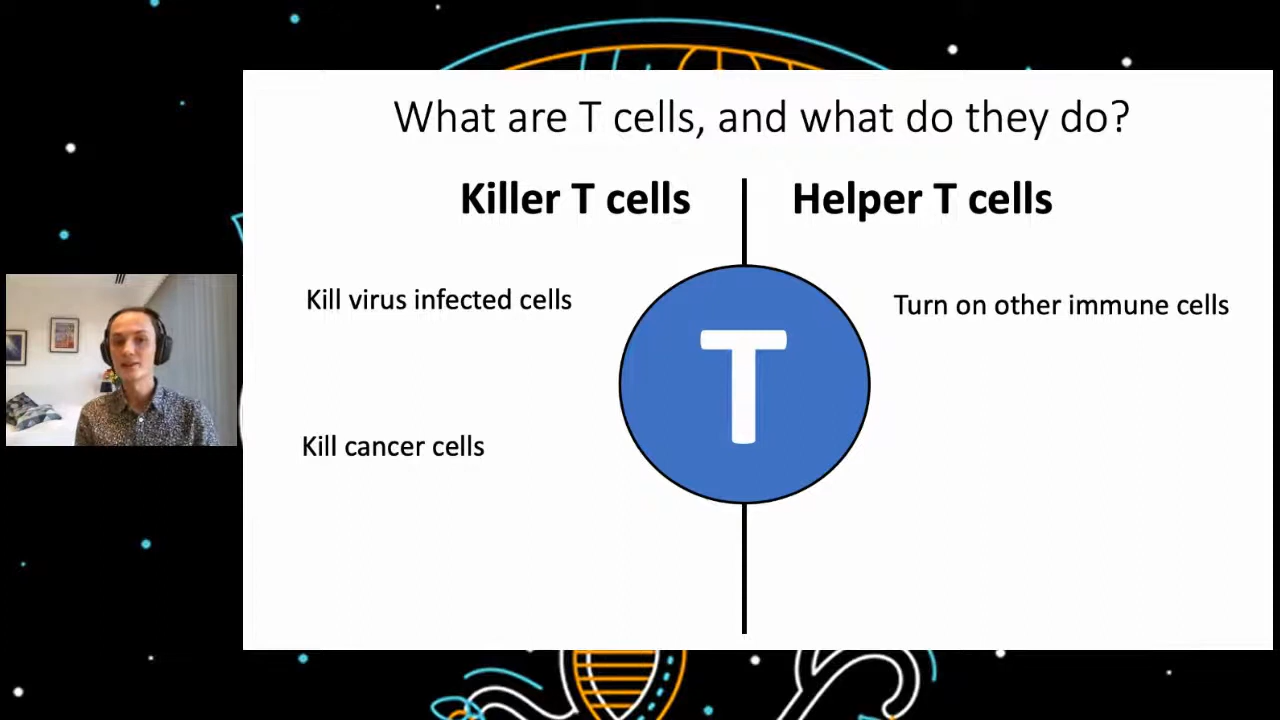 What are T cells, and what do they do?
Killer T cells
Helper T cells
Kill virus infected cells
Turn on other immune cells
T
Kill cancer cells